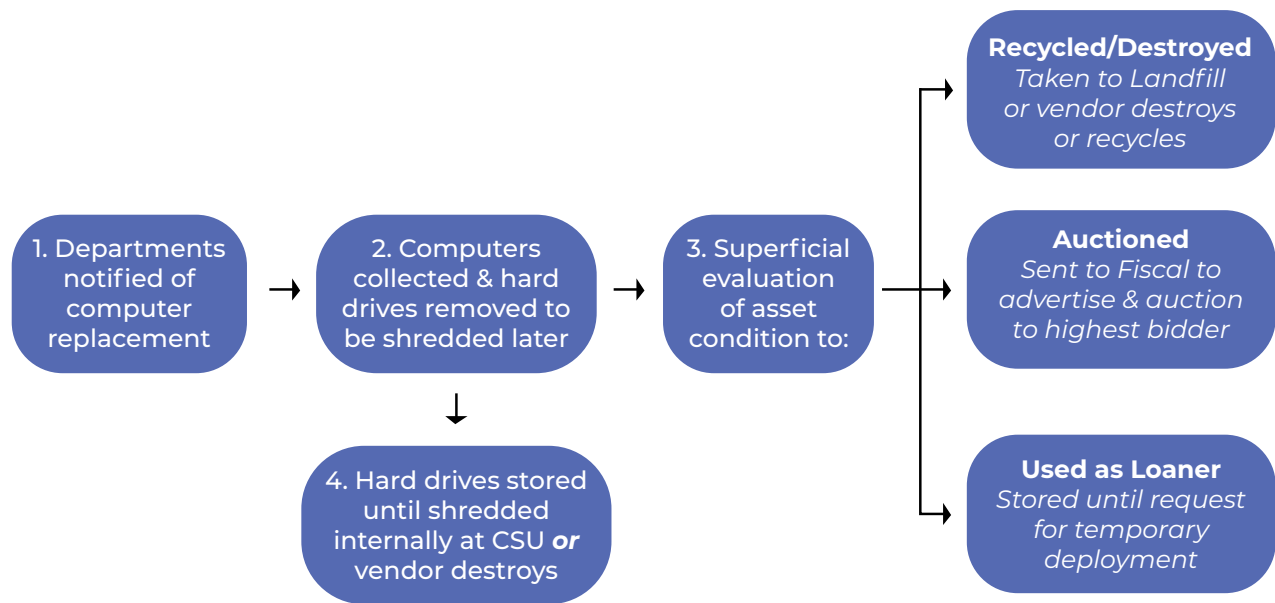 1. Departments
notified of
computer
replacement
2. Computers
collected & hard
drives removed to
be shredded later
3. Superficial
evaluation
of asset
condition to:
4. Hard drives stored
until shredded
internally at CSU or
vendor destroys
Recycled/Destroyed
Taken to Landfill
or vendor destroys
or recycles
Auctioned
Sent to Fiscal to
advertise & auction
to highest bidder
Used as Loaner
Stored until request
for temporary
deployment